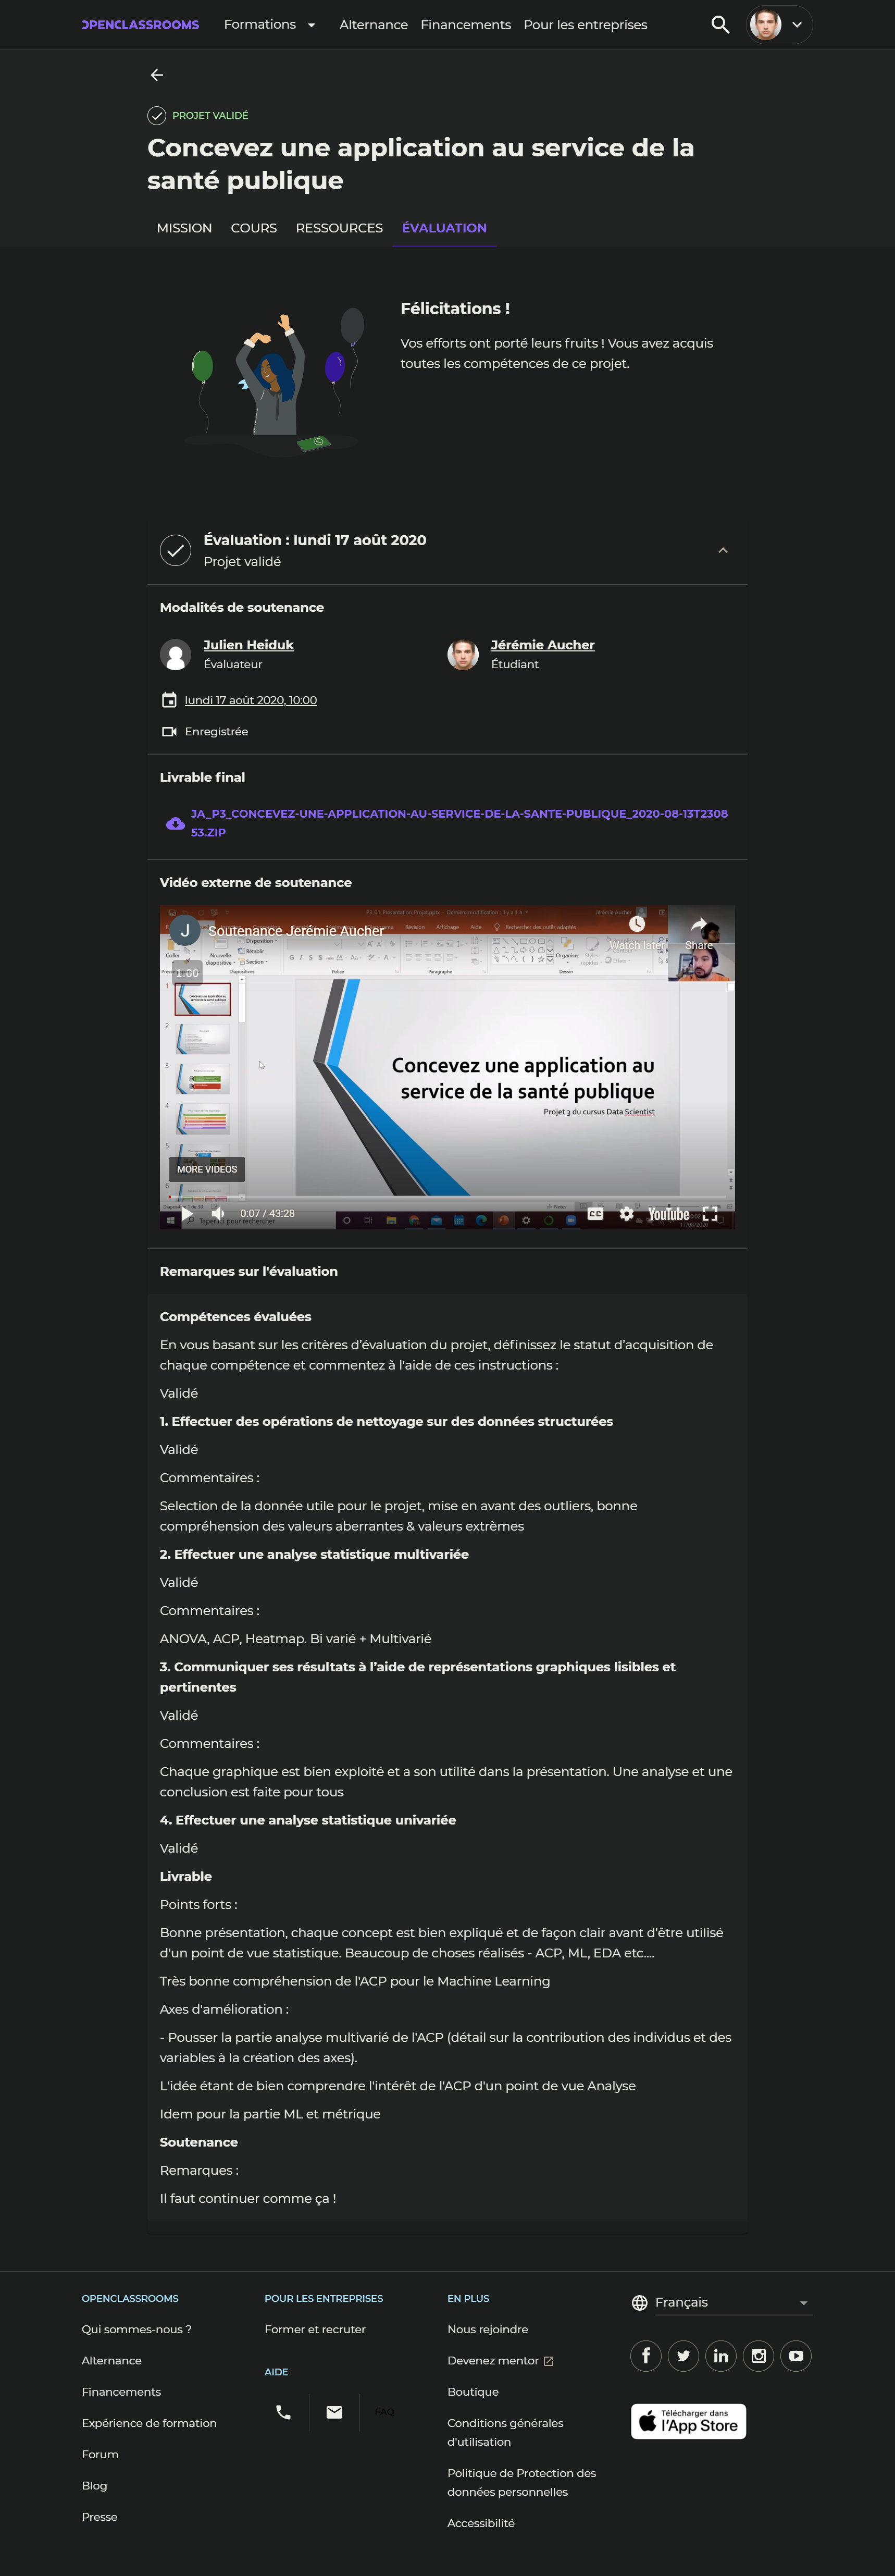 OPENCLASSROOMS
Formations
Alternance
Financements
Pour les entreprises
PROJET VALIDÉ
Concevez une application au service de la
santé publique
MISSION
COURS
RESSOURCES
ÉVALUATION
Félicitations !
Vos efforts ont porté leurs fruits ! Vous avez acquis
toutes les compétences de ce projet.
Évaluation : lundi 17 août 2020
Projet validé
Modalités de soutenance
Julien Heiduk
Évaluateur
Jérémie Aucher
Étudiant
lundi 17 août 2020, 10:00
Enregistrée
Livrable final
JA_P3_CONCEVEZ-UNE-APPLICATION-AU-SERVICE-DE-LA-SANTE-PUBLIQUE_2020-08-13T2308
53.ZIP
Vidéo externe de soutenance
J
Soutenance Jerémie Aucher
Watch later
Share
1.00
Concevez une application au
service de la santé publique
Projet 3 du cursus Data Scientist
MORE VIDEOS
0:07 / 43:28
CC
YouTube
Remarques sur l'évaluation
Compétences évaluées
En vous basant sur les critères d’évaluation du projet, définissez le statut d’acquisition de
chaque compétence et commentez à l'aide de ces instructions :
Validé
1. Effectuer des opérations de nettoyage sur des données structurées
Validé
Commentaires :
Selection de la donnée utile pour le projet, mise en avant des outliers, bonne
compréhension des valeurs aberrantes & valeurs extrèmes
2. Effectuer une analyse statistique multivariée
Validé
Commentaires :
ANOVA, ACP, Heatmap. Bi varié + Multivarié
3. Communiquer ses résultats à l’aide de représentations graphiques lisibles et
pertinentes
Validé
Commentaires :
Chaque graphique est bien exploité et a son utilité dans la présentation. Une analyse et une
conclusion est faite pour tous
4. Effectuer une analyse statistique univariée
Validé
Livrable
Points forts :
Bonne présentation, chaque concept est bien expliqué et de façon clair avant d'être utilisé
d'un point de vue statistique. Beaucoup de choses réalisés - ACP, ML, EDA etc....
Très bonne compréhension de l'ACP pour le Machine Learning
Axes d'amélioration :
- Pousser la partie analyse multivarié de l'ACP (détail sur la contribution des individus et des
variables à la création des axes).
L'idée étant de bien comprendre l'intérêt de l'ACP d'un point de vue Analyse
Idem pour la partie ML et métrique
Soutenance
Remarques :
Il faut continuer comme ça !
OPENCLASSROOMS
Qui sommes-nous ?
Alternance
Financements
Expérience de formation
Forum
Blog
Presse
POUR LES ENTREPRISES
Former et recruter
AIDE
FAQ
EN PLUS
Nous rejoindre
Devenez mentor
Boutique
Conditions générales
d'utilisation
Politique de Protection des
données personnelles
Accessibilité
Français
Télécharger dans
l'App Store